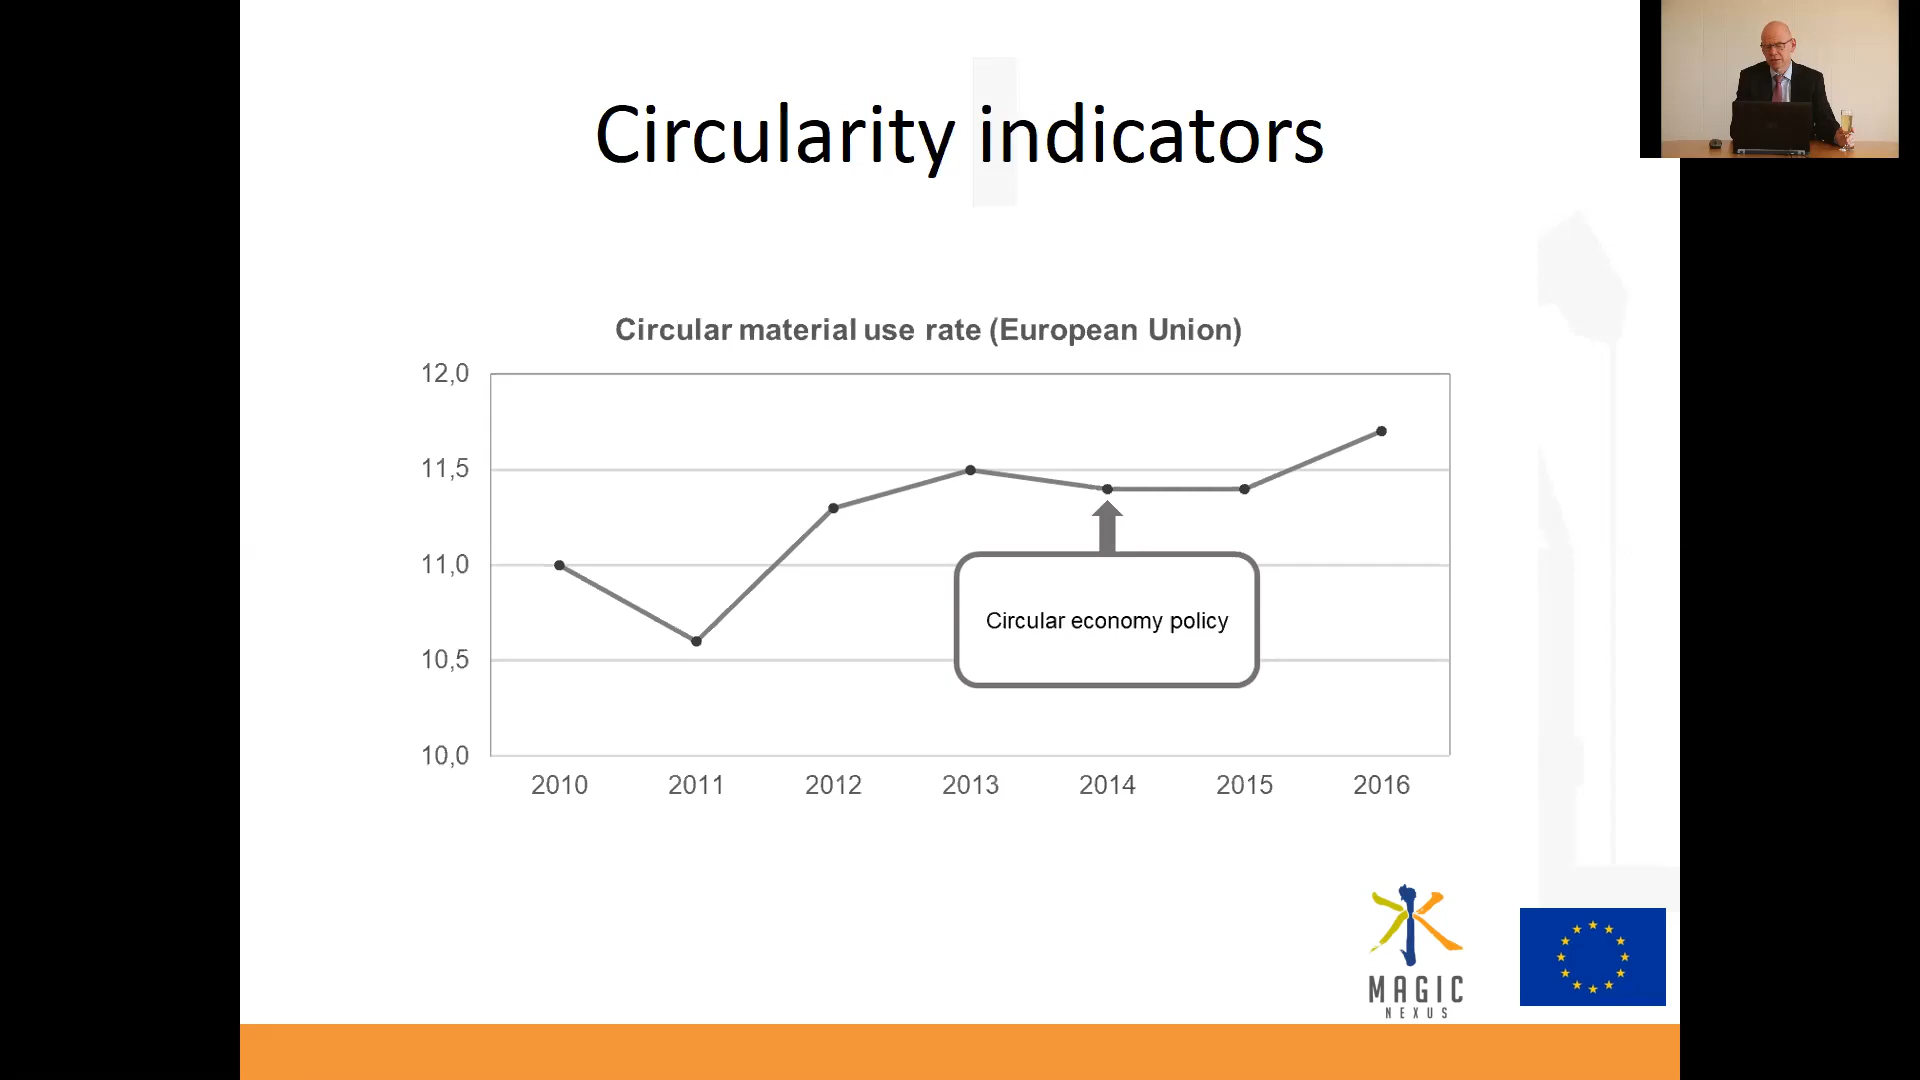 Circularity indicators
Circular material use rate (European Union)
12,0
11,5
11,0
10,5
10,0
Circular economy policy
2010 2011 2012 2013 2014 2015 2016
水
MAGIC
NEXUS